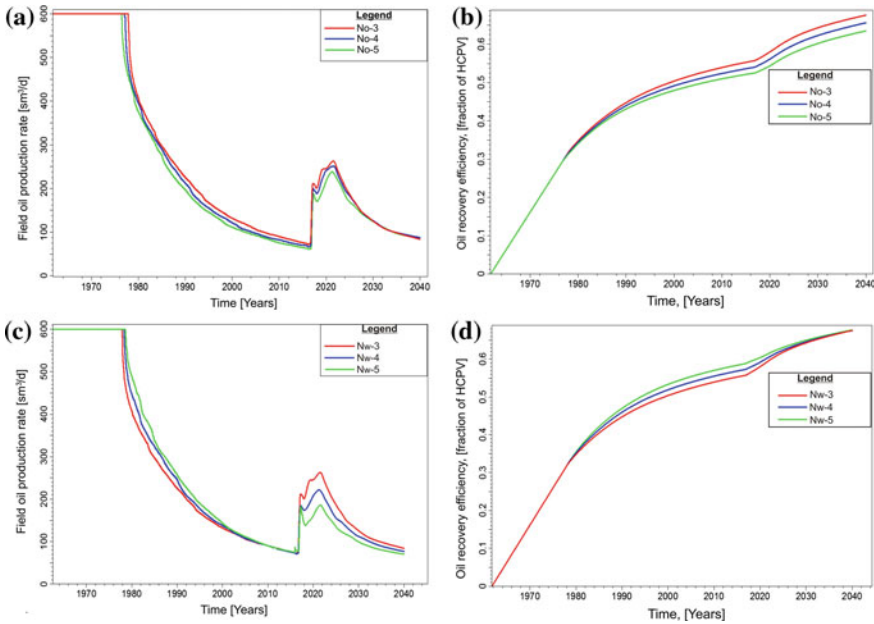 (a)
Field oil production rate [sm³/d]
600
500
400
300
200
100
0
Legend
No-3
No-4
No-5
1970 1980 1990 2000 2010 2020 2030 2040
Time [Years]
(b)
Oil recovery efficiency, [fraction of HCPV]
0.6
0.5
0.4
0.3
0.2
0.1
0
Legend
No-3
No-4
No-5
1970 1980 1990 2000 2010 2020 2030 2040
Time, [Years]
(c)
Field oil production rate [sm³/d]
600
500
400
300
200
100
0
Legend
Nw-3
Nw-4
Nw-5
1970 1980 1990 2000 2010 2020 2030 2040
Time [Years]
(d)
Oil recovery efficiency, [fraction of HCPV]
0.6
0.5
0.4
0.3
0.2
0.1
0
Legend
Nw-3
Nw-4
Nw-5
1970 1980 1990 2000 2010 2020 2030 2040
Time, [Years]